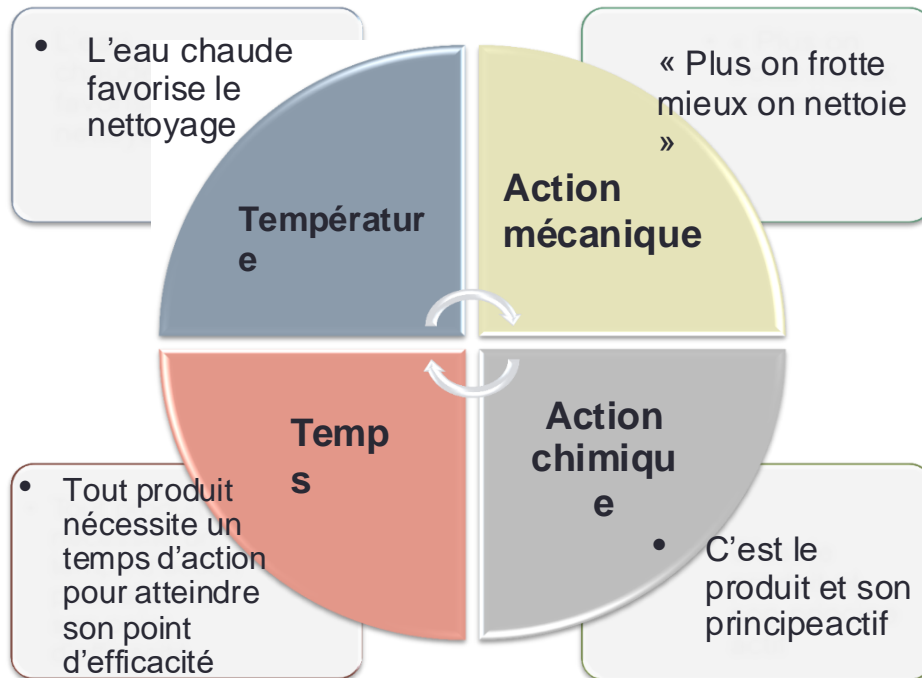 • L'eau chaude
favorise le
nettoyage
« Plus on frotte
mieux on nettoie
»
Températur
e
Action
mécanique
Temp
s
Action
chimiqu
e
• Tout produit
nécessite un
temps d'action
pour atteindre
son point
d'efficacité
• C'est le
produit et son
principeactif